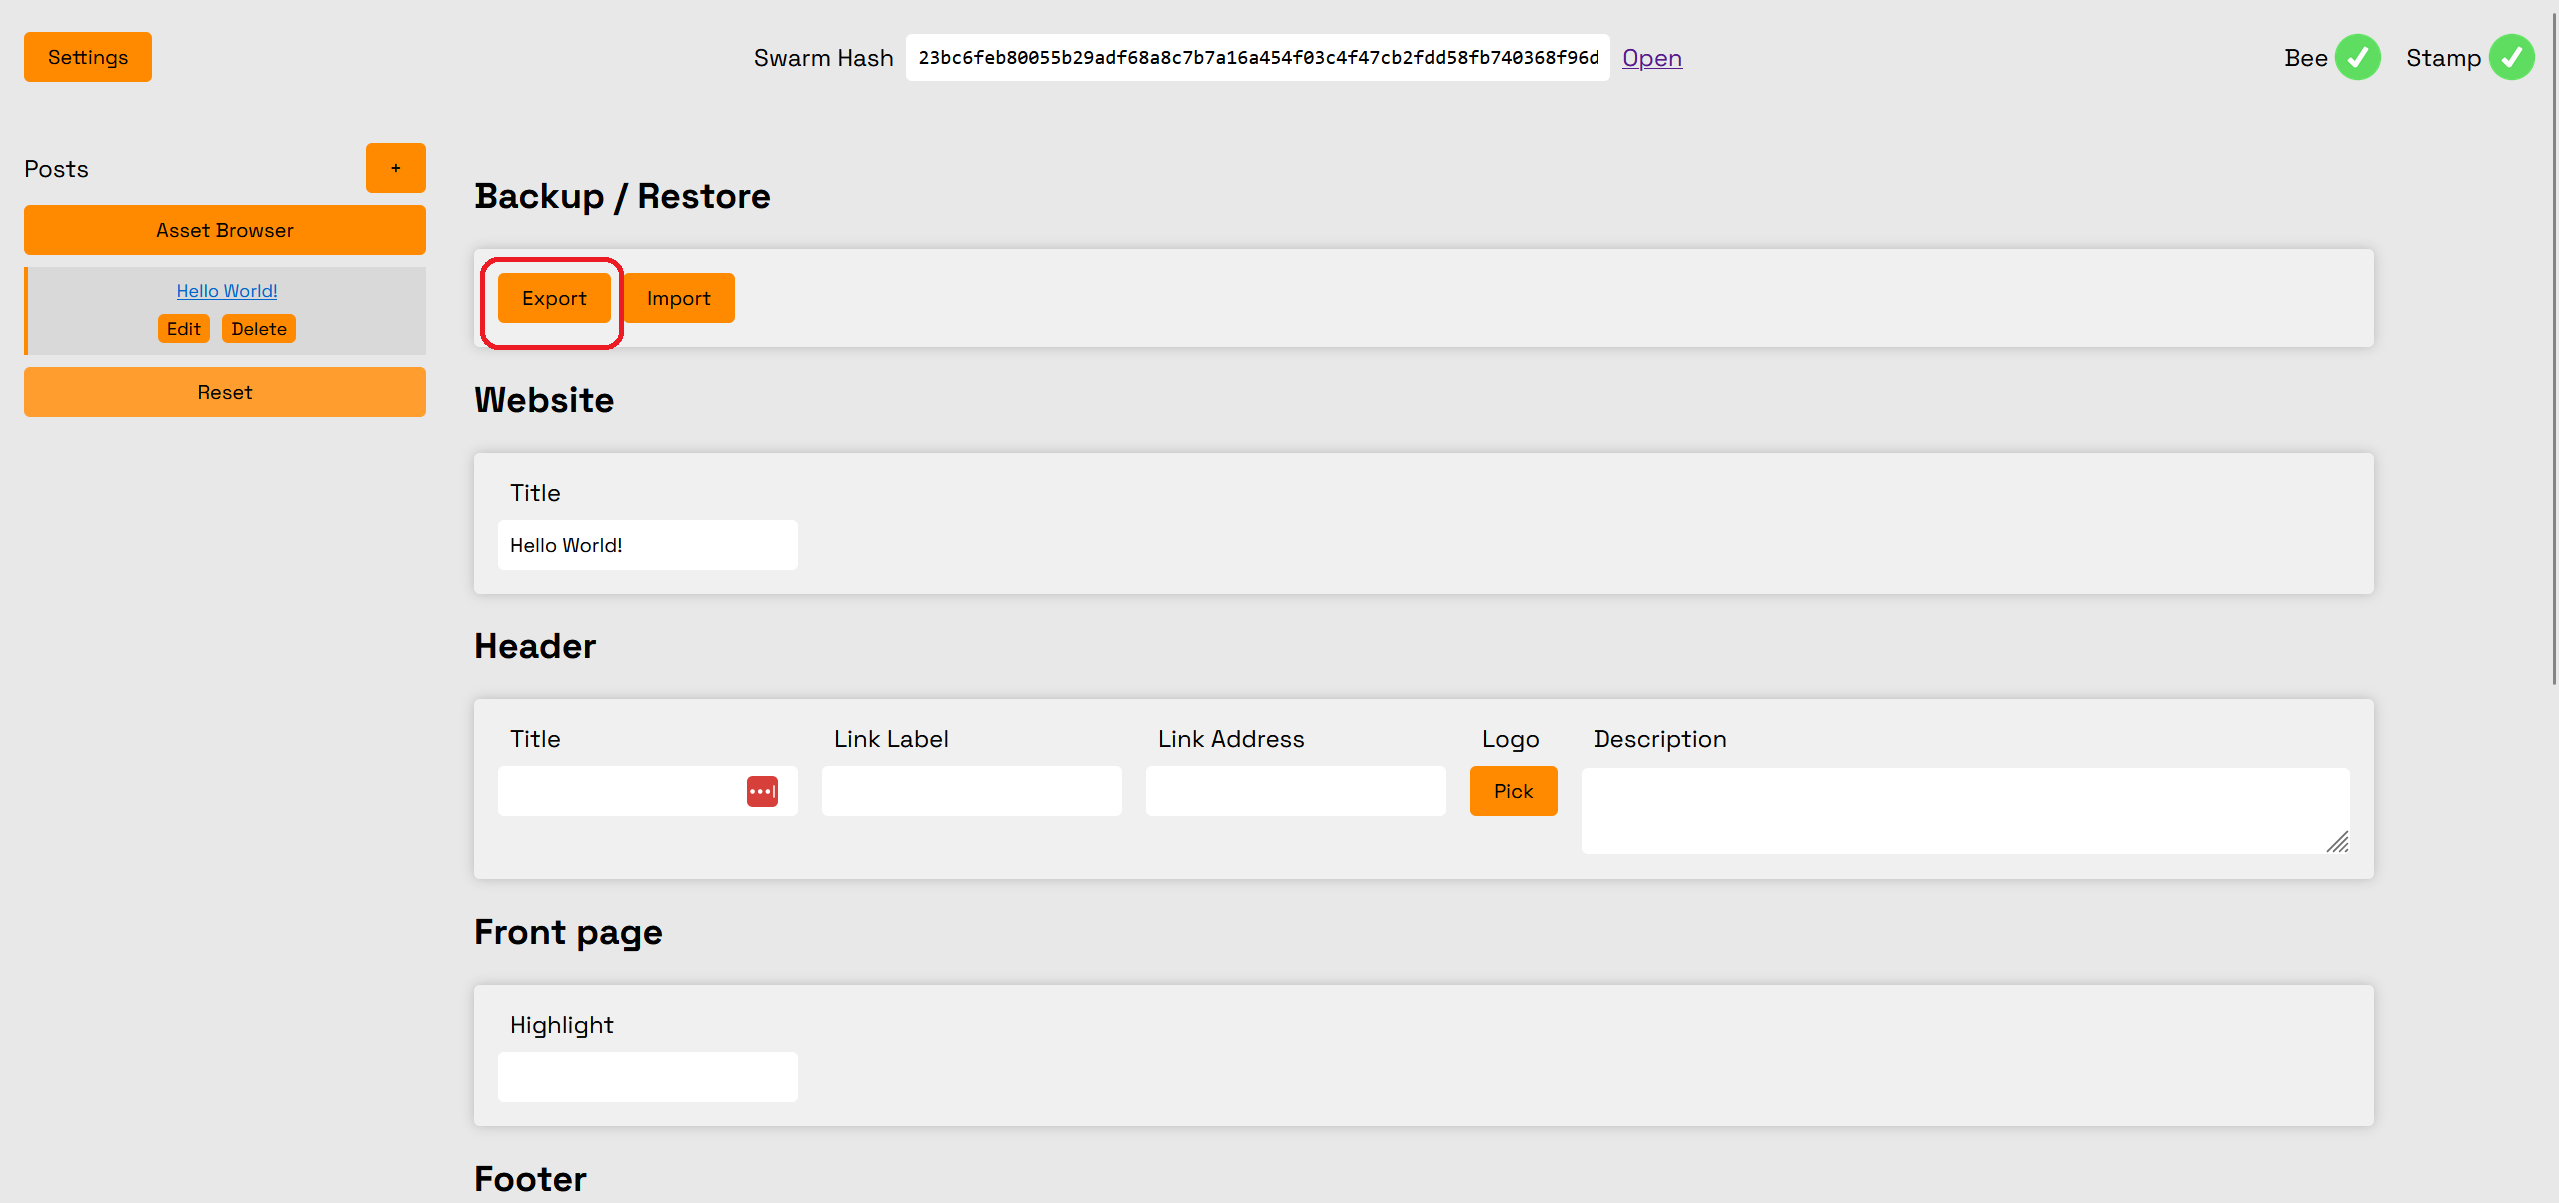 Settings
Swarm Hash
23bc6feb80055b29adf68a8c7b7a16a454f03c4f47cb2fdd58fb740368f96d
Open
Bee
Stamp
Posts
+
Asset Browser
Hello World!
Edit
Delete
Reset
Backup / Restore
Export
Import
Website
Title
Hello World!
Header
Title
Link Label
Link Address
Logo
Pick
Description
Front page
Highlight
Footer